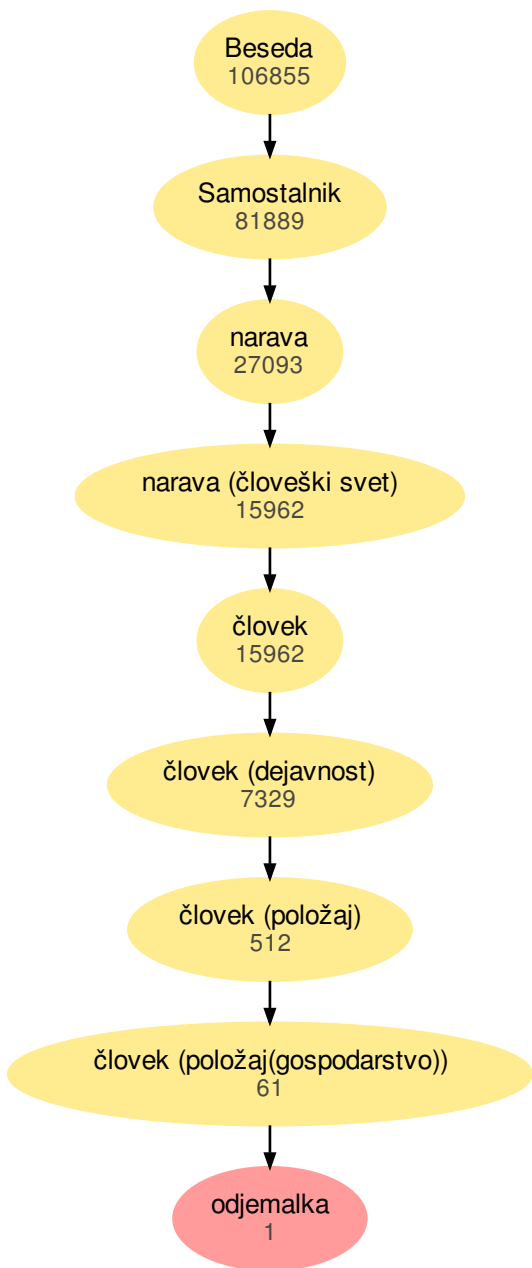 Beseda
106855
Samostalnik
81889
narava
27093
narava (človeški svet)
15962
človek
15962
človek (dejavnost)
7329
človek (položaj)
512
človek (položaj(gospodarstvo))
61
odjemalka
1